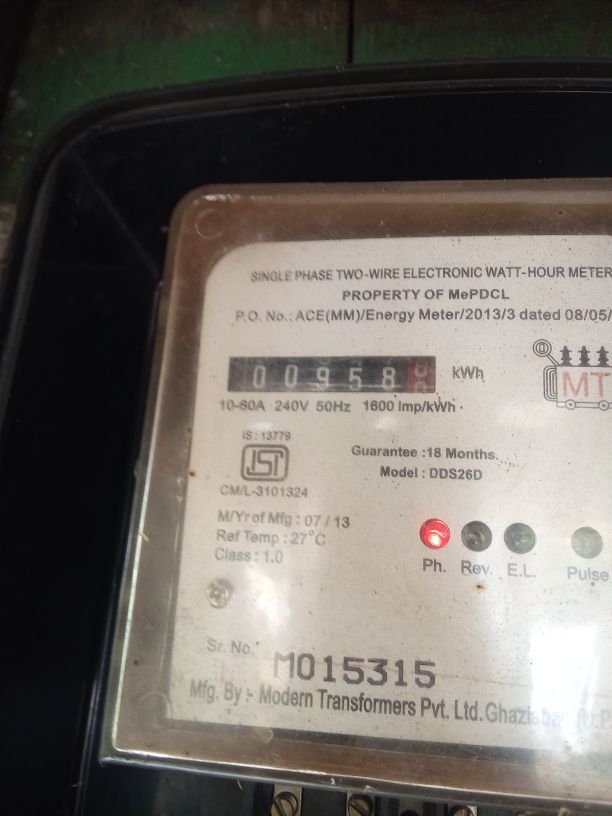 SINGLE PHASE TWO-WIRE ELECTRONIC WATT-HOUR METER
PROPERTY OF MePDCL
P.O. No.: ACE(MM)/Energy Meter/2013/3 dated 08/05/
00958 kWh
MT
10-60A 240V 50Hz 1600 imp/kWh
IS : 13779
ISI
CM/L-3101324
Guarantee :18 Months.
Model : DDS26D
M/Yr of Mfg : 07 / 13
Ref Temp : 27°C
Class : 1.0
Ph. Rev. E.L. Pulse
Sr. No.
M015315
Mfg. By :- Modern Transformers Pvt. Ltd.